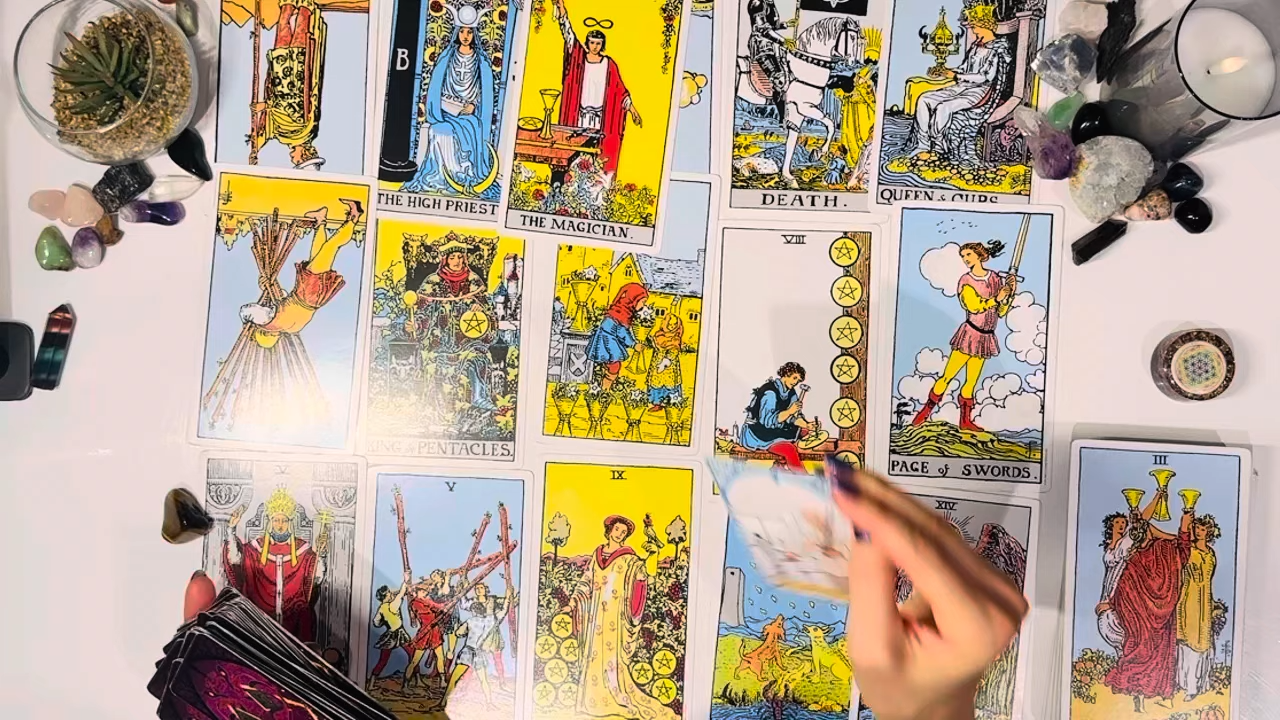 B
THE HIGH PRIEST
THE MAGICIAN.
DEATH.
QUEEN of CUPS
VIII
KING of PENTACLES.
PAGE of SWORDS.
V
V
IX
XIV
III